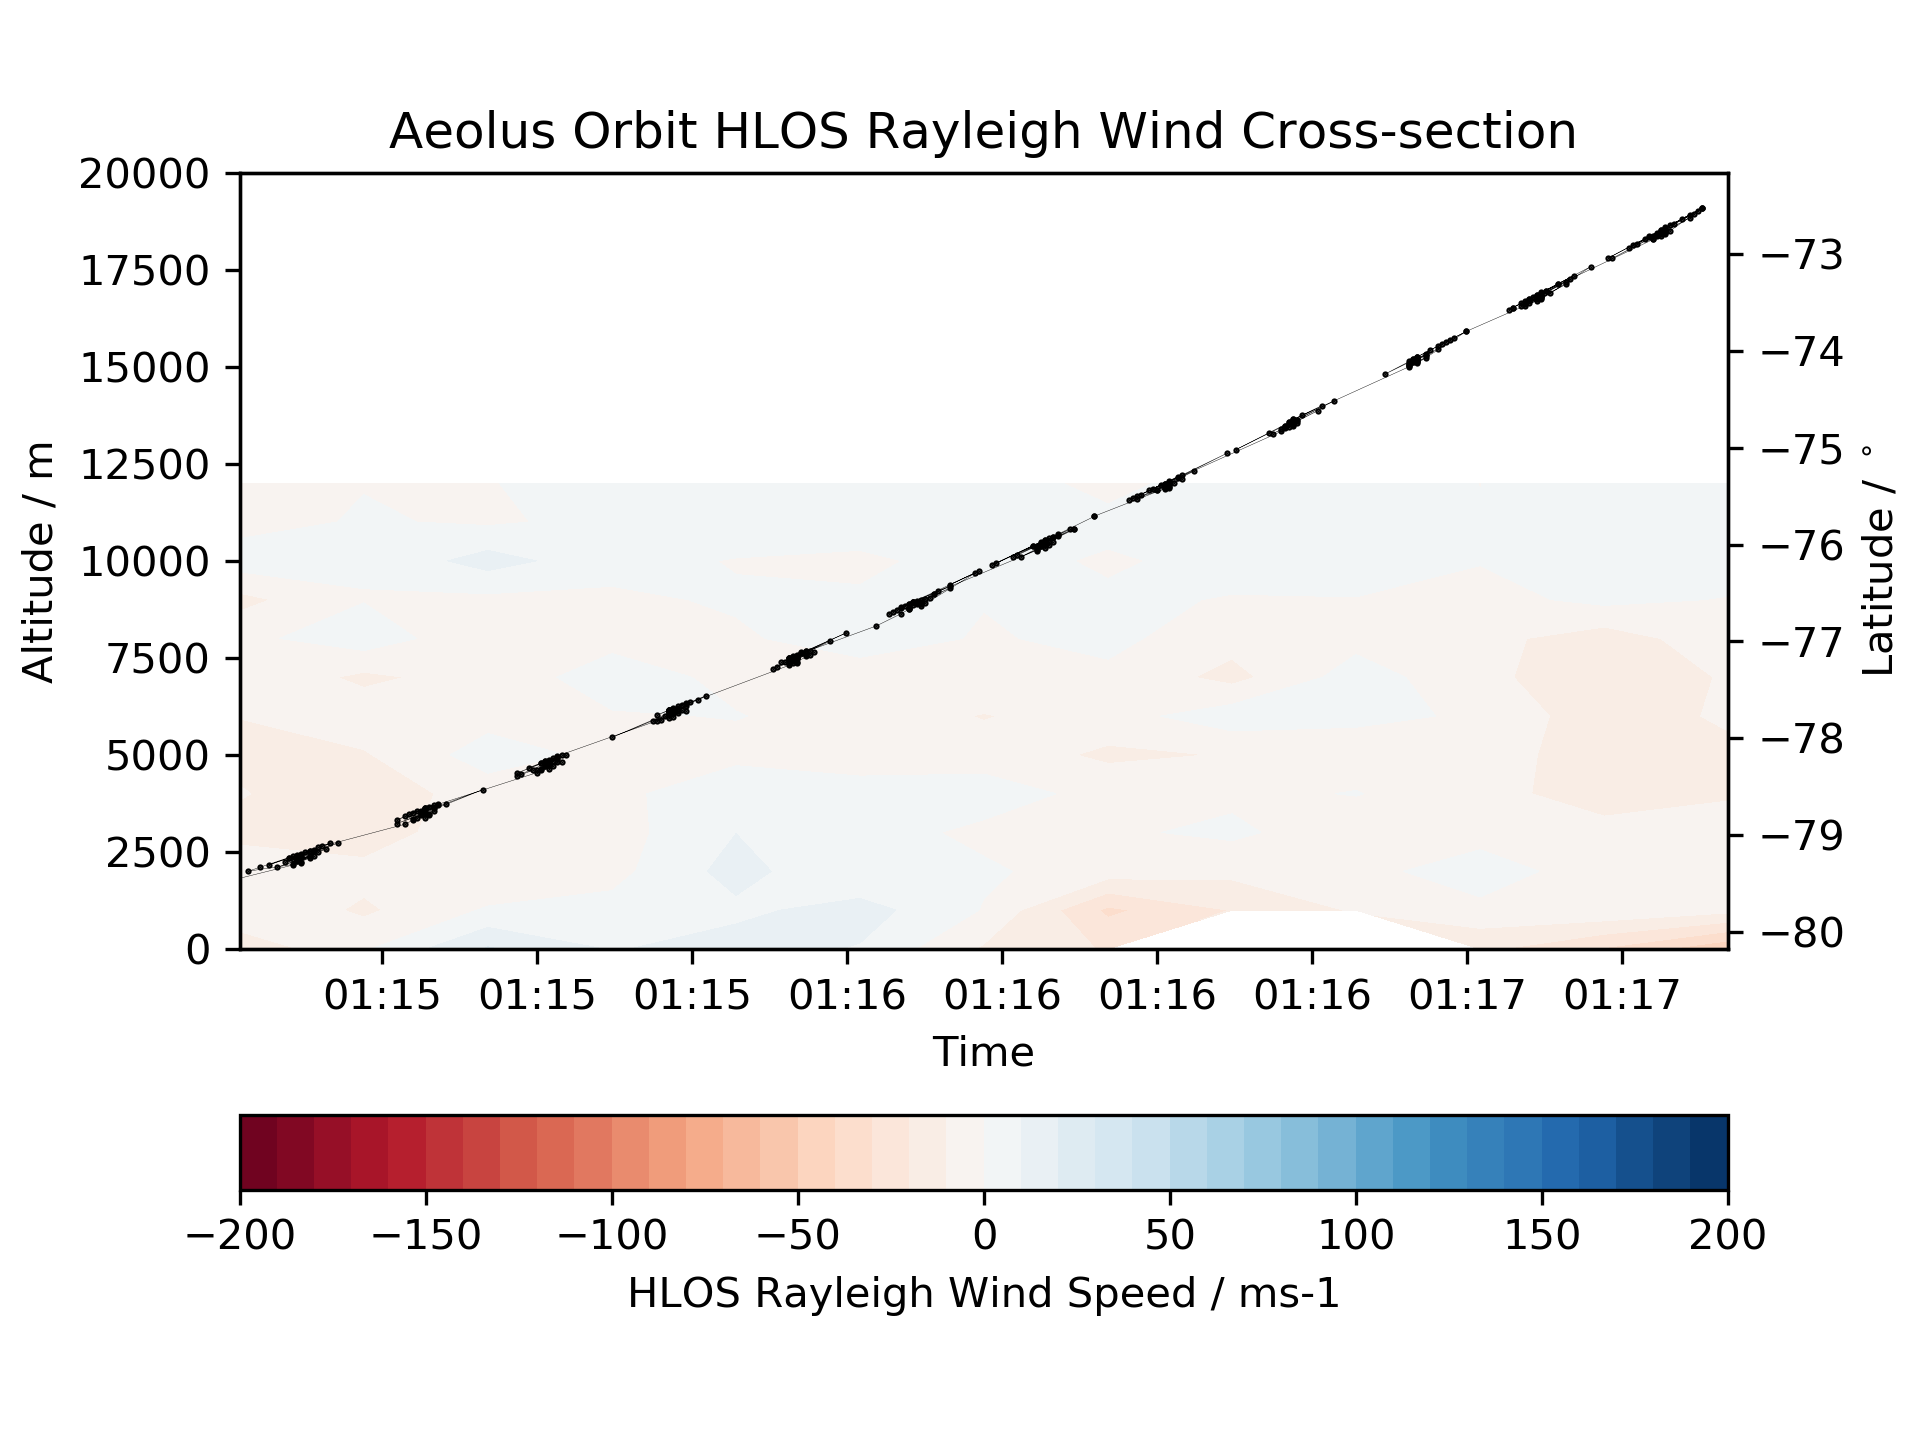 Aeolus Orbit HLOS Rayleigh Wind Cross-section
20000
17500
15000
12500
10000
7500
5000
2500
0
Altitude / m
−73
−74
−75
−76
−77
−78
−79
−80
Latitude / °
01:15 01:15 01:15 01:16 01:16 01:16 01:16 01:17 01:17
Time
−200 −150 −100 −50 0 50 100 150 200
HLOS Rayleigh Wind Speed / ms-1